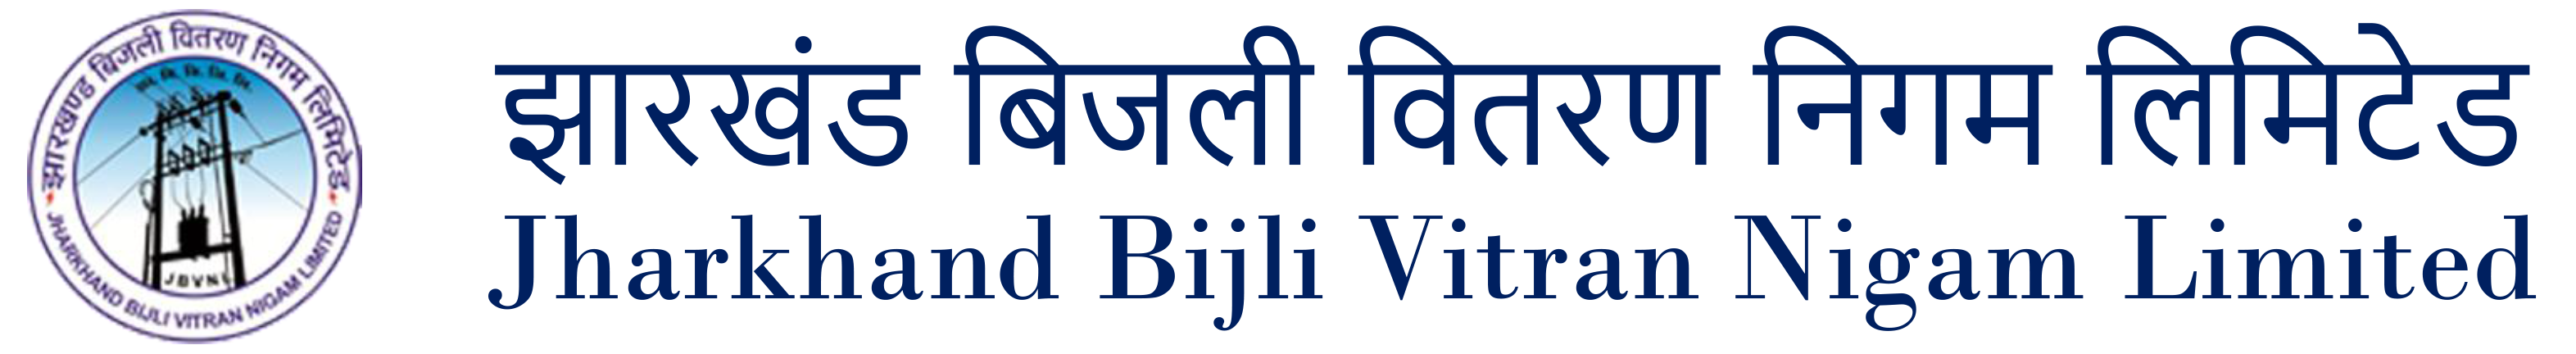 झारखण्ड बिजली वितरण निगम लिमिटेड
JBVNL
JHARKHAND BIJLI VITRAN NIGAM LIMITED
झारखंड बिजली वितरण निगम लिमिटेड
Jharkhand Bijli Vitran Nigam Limited